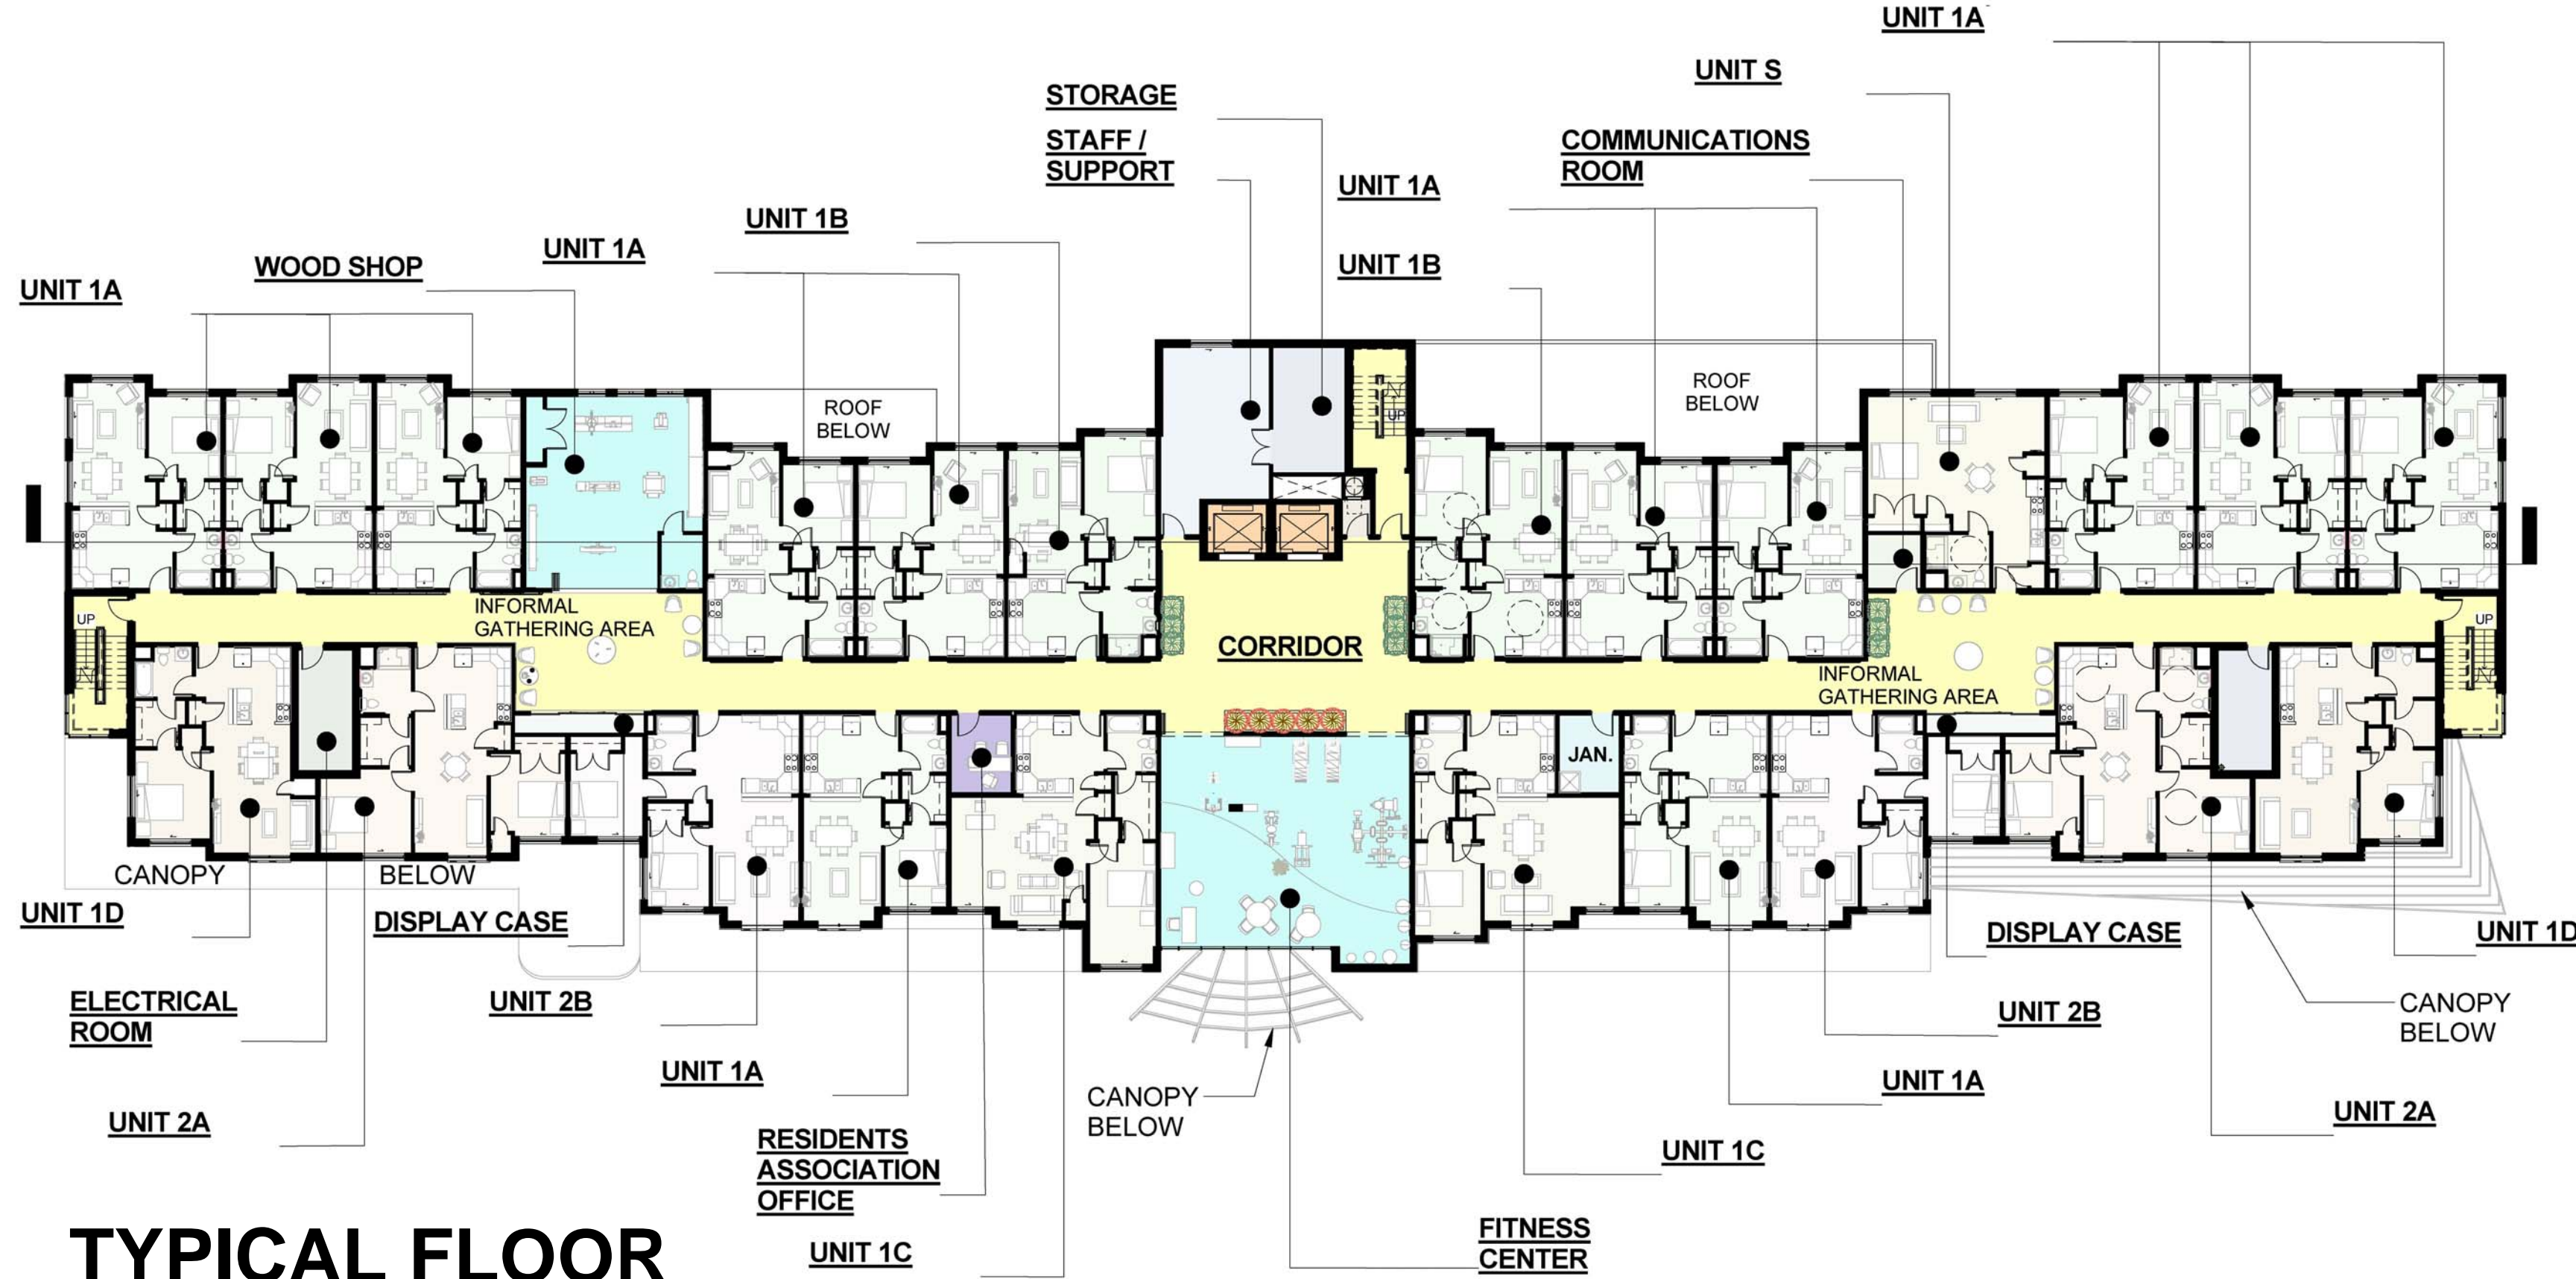 UNIT 1A
UNIT S
STORAGE
STAFF /
SUPPORT
COMMUNICATIONS
ROOM
UNIT 1A
UNIT 1B
UNIT 1B
UNIT 1A
WOOD SHOP
UNIT 1A
ROOF
BELOW
ROOF
BELOW
UP
UP
INFORMAL
GATHERING AREA
CORRIDOR
UP
INFORMAL
GATHERING AREA
JAN.
CANOPY
BELOW
UNIT 1D
DISPLAY CASE
DISPLAY CASE
UNIT 1D
ELECTRICAL
ROOM
UNIT 2B
UNIT 2B
CANOPY
BELOW
UNIT 1A
UNIT 1A
CANOPY
BELOW
UNIT 2A
UNIT 2A
RESIDENTS
ASSOCIATION
OFFICE
UNIT 1C
UNIT 1C
FITNESS
CENTER
TYPICAL FLOOR